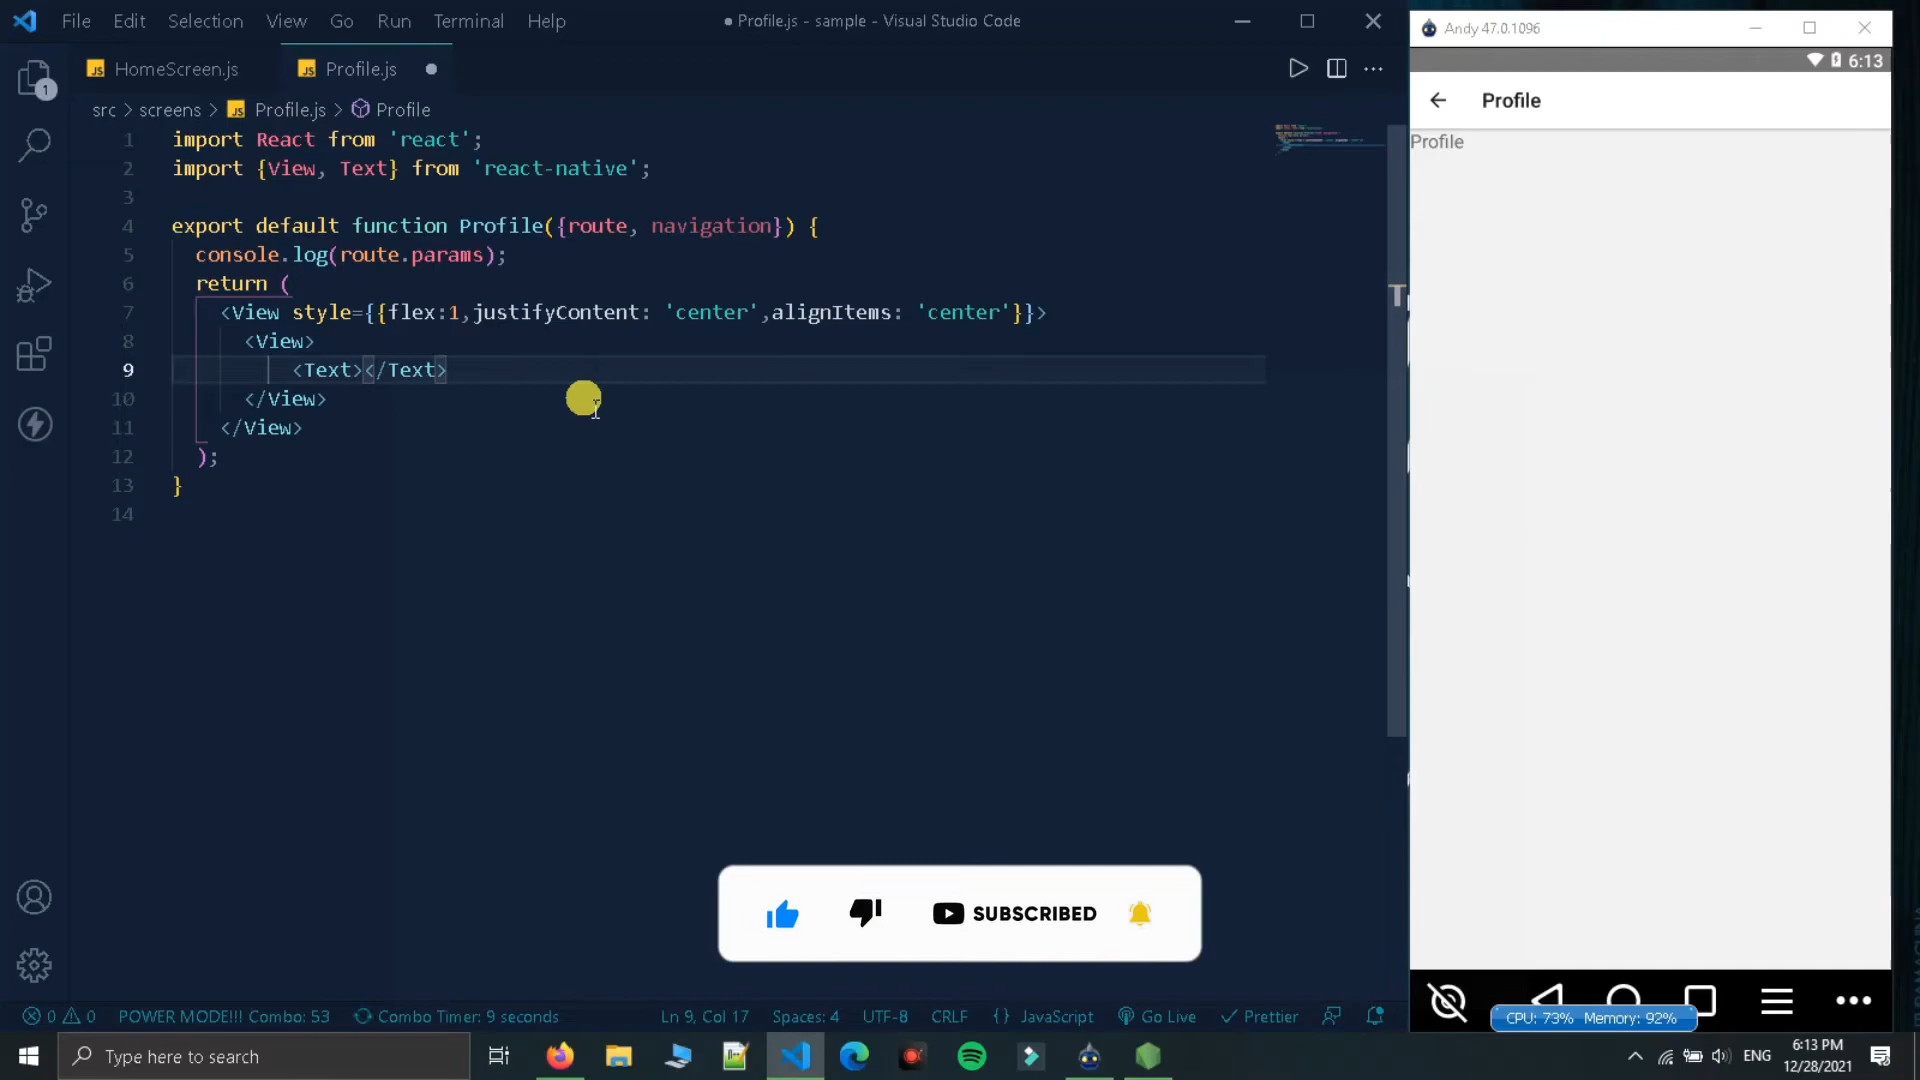 File Edit Selection View Go Run Terminal Help
● Profile.js - sample - Visual Studio Code
Andy 47.0.1096
6:13
JS HomeScreen.js
JS Profile.js
src > screens > JS Profile.js > Profile
1
1 import React from 'react';
2 import {View, Text} from 'react-native';
3
4 export default function Profile({route, navigation}) {
5 console.log(route.params);
6 return (
7 <View style={{flex:1,justifyContent: 'center',alignItems: 'center'}}>
8 <View>
9 <Text></Text>
10 </View>
11 </View>
12 );
13 }
14
Profile
Profile
SUBSCRIBED
0 0 POWER MODE!!! Combo: 53 Combo Timer: 9 seconds Ln 9, Col 17 Spaces: 4 UTF-8 CRLF {} JavaScript Go Live Prettier
CPU: 73% Memory: 92%
Type here to search
ENG
6:13 PM
12/28/2021